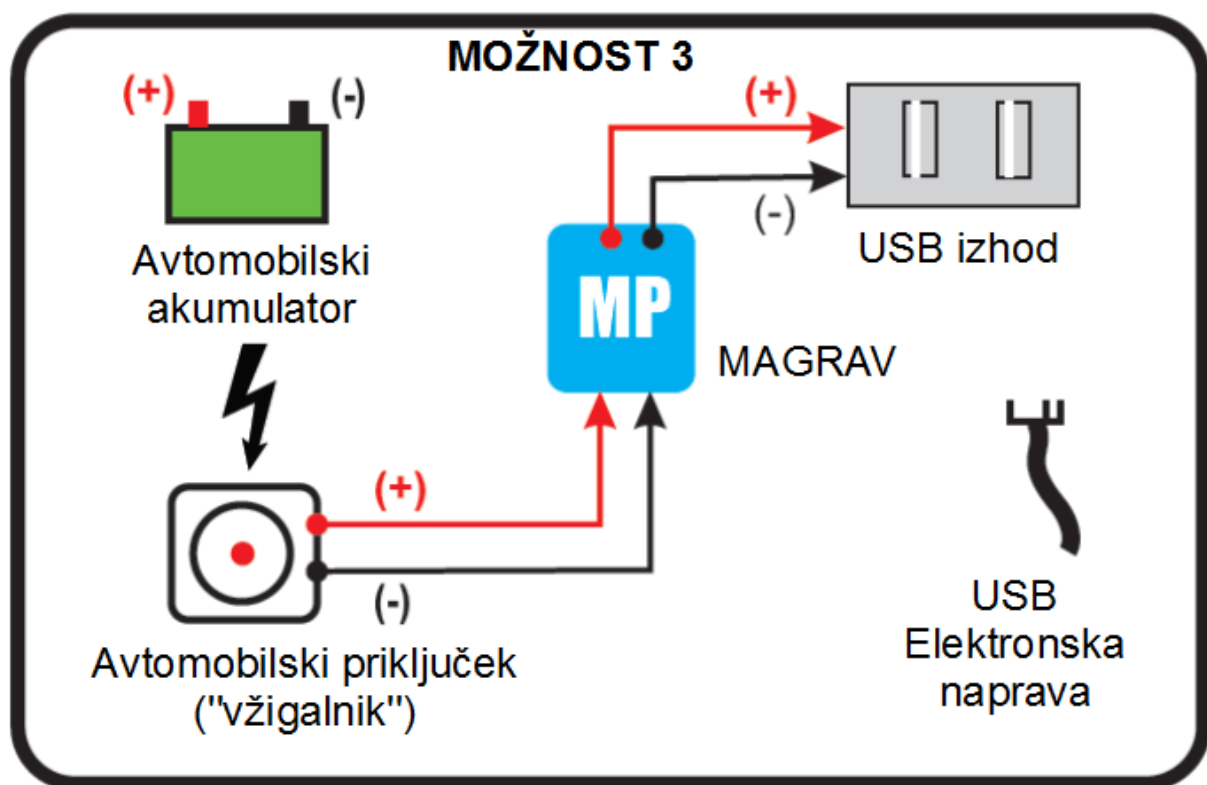 MOŽNOST 3
(+)
(-)
Avtomobilski
akumulator
(+)
(-)
USB izhod
MP
MAGRAV
(+)
(-)
Avtomobilski priključek
("vžigalnik")
USB
Elektronska
naprava